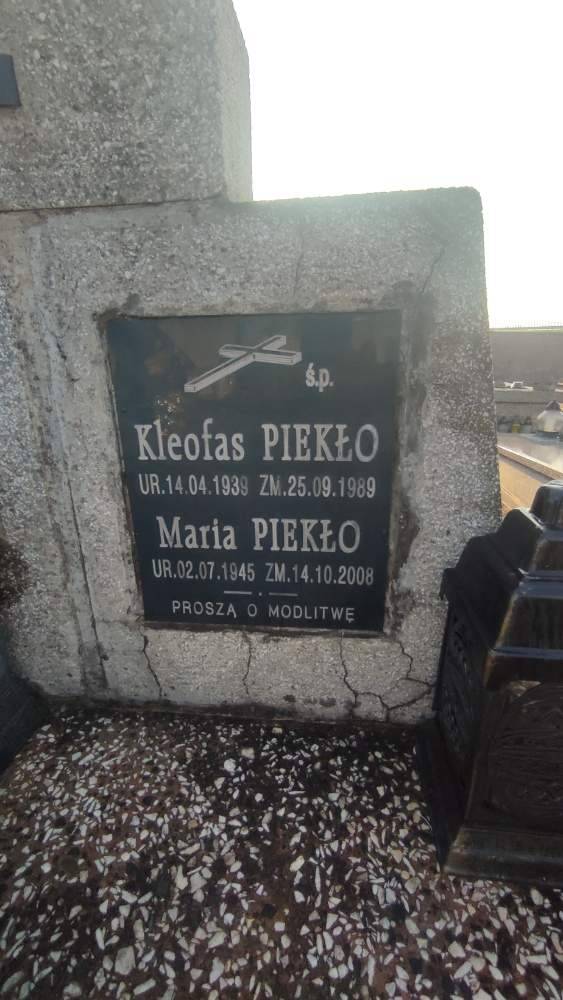 ś.p.
Kleofas PIEKŁO
UR.14.04.1939 ZM.25.09.1989
Maria PIEKŁO
UR.02.07.1945 ZM.14.10.2008
PROSZĄ O MODLITWĘ